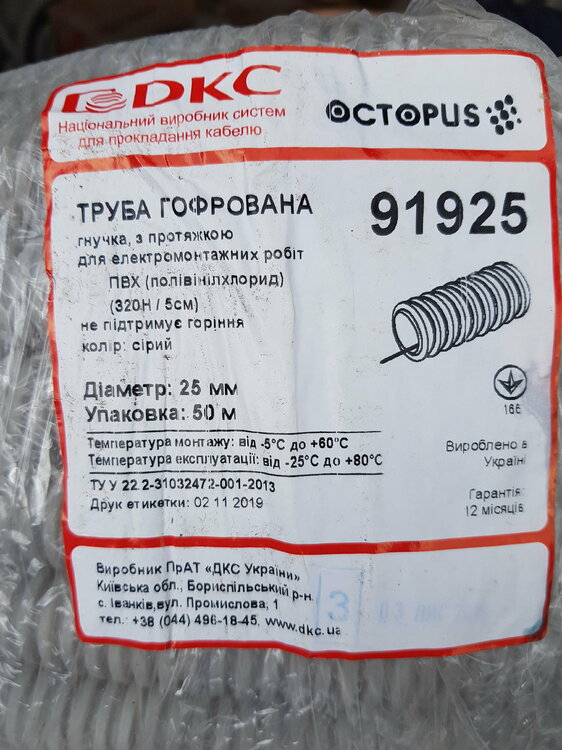 DKC
Національний виробник систем
для прокладання кабелю
OCTOPUS
ТРУБА ГОФРОВАНА
91925
гнучка, з протяжкою
для електромонтажних робіт
ПВХ (полівінілхлорид)
(320Н / 5см)
не підтримує горіння
колір: сірий
Діаметр: 25 мм
Упаковка: 50 м
166
Температура монтажу: від -5°C до +60°C
Температура експлуатації: від -25°C до +80°C
Вироблено в
Україні
ТУ У 22.2-31032472-001-2013
Друк етикетки: 02 11 2019
Гарантія:
12 місяців
Виробник ПрАТ «ДКС України»
Київська обл., Бориспільський р-н.
с. Іванків,вул. Промислова, 1
тел.: +38 (044) 496-18-45, www.dkc.ua
3